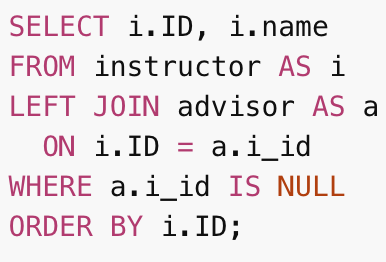 SELECT i.ID, i.name
FROM instructor AS i
LEFT JOIN advisor AS a
  ON i.ID = a.i_id
WHERE a.i_id IS NULL
ORDER BY i.ID;